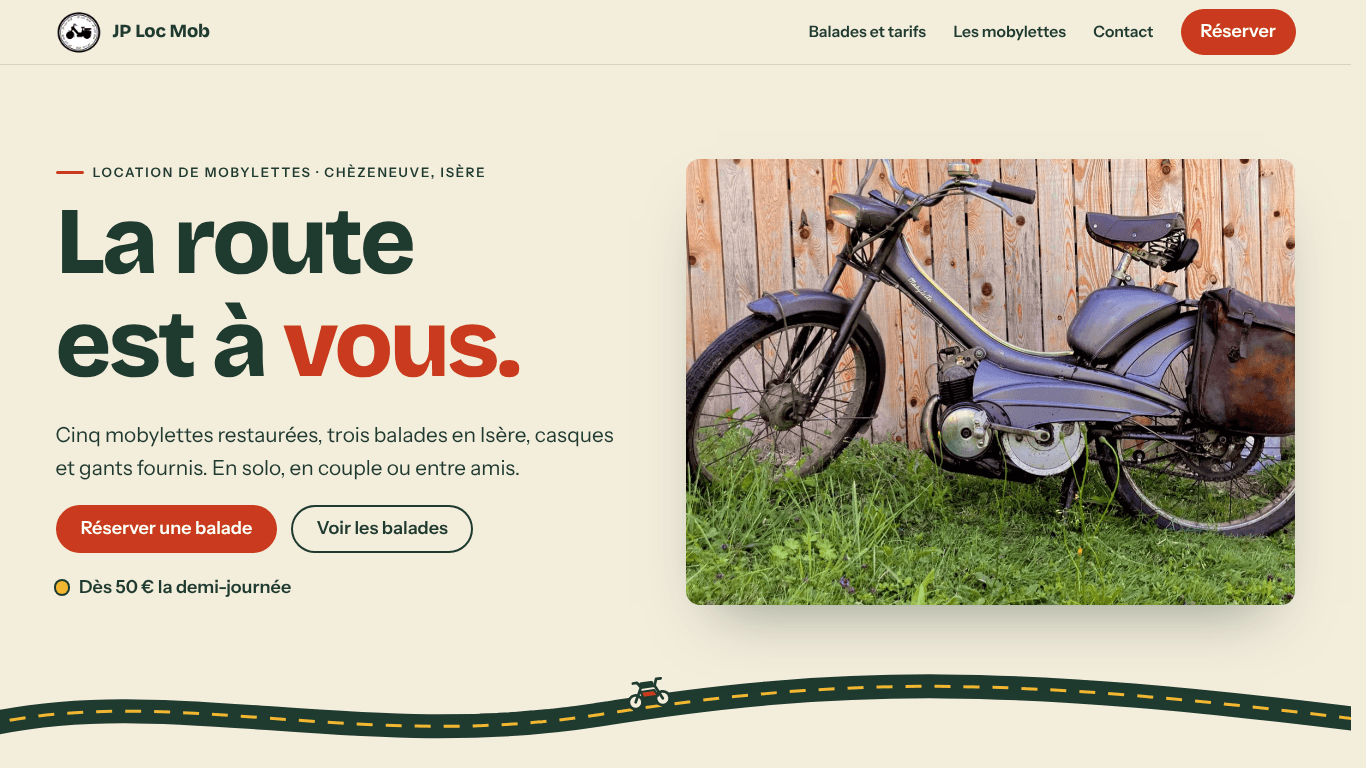 JP Loc Mob
Balades et tarifs
Les mobylettes
Contact
Réserver
LOCATION DE MOBYLETTES · CHÈZENEUVE, ISÈRE
La route
est à vous.
Cinq mobylettes restaurées, trois balades en Isère, casques
et gants fournis. En solo, en couple ou entre amis.
Réserver une balade
Voir les balades
Dès 50 € la demi-journée
Mobylette